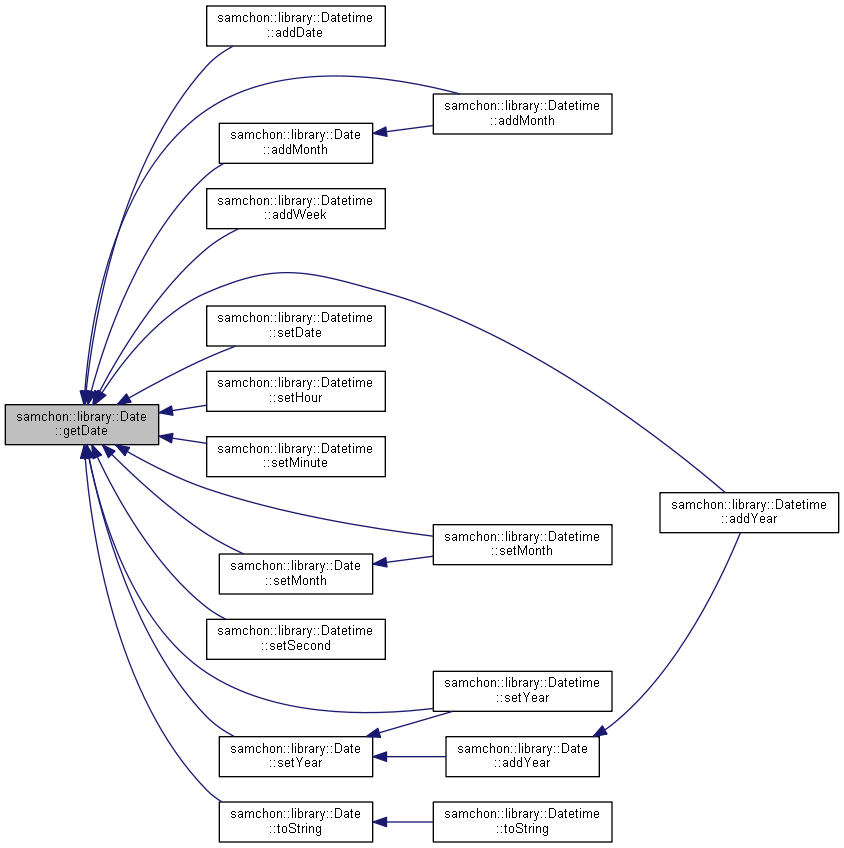 samchon::library::Datetime
::addDate
samchon::library::Datetime
::addMonth
samchon::library::Date
::addMonth
samchon::library::Datetime
::addWeek
samchon::library::Datetime
::setDate
samchon::library::Datetime
::setHour
samchon::library::Date
::getDate
samchon::library::Datetime
::setMinute
samchon::library::Datetime
::addYear
samchon::library::Datetime
::setMonth
samchon::library::Date
::setMonth
samchon::library::Datetime
::setSecond
samchon::library::Datetime
::setYear
samchon::library::Date
::setYear
samchon::library::Date
::addYear
samchon::library::Date
::toString
samchon::library::Datetime
::toString